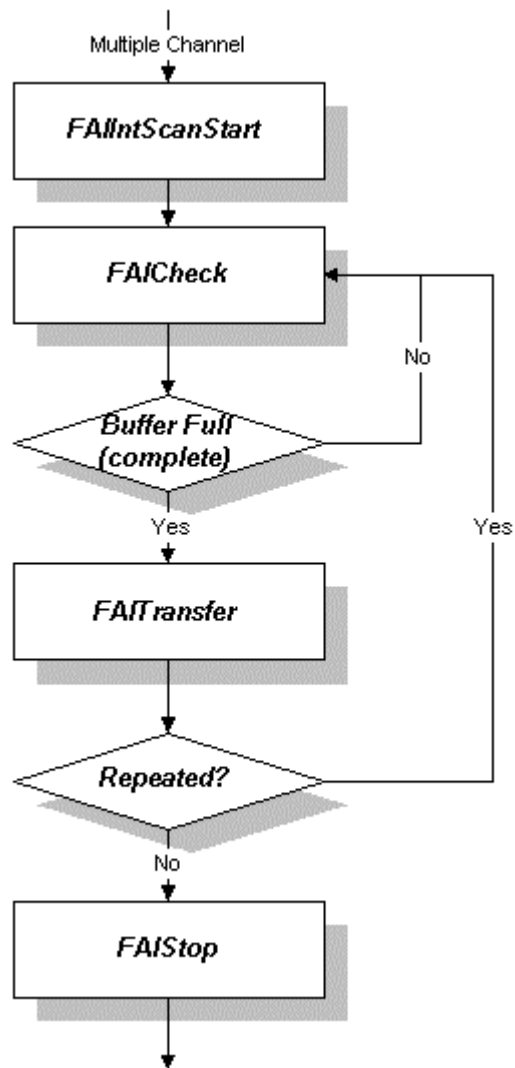 Multiple Channel
FAIIntScanStart
FAICheck
No
Buffer Full
(complete)
Yes
Yes
FAITransfer
Repeated?
No
FAIStop